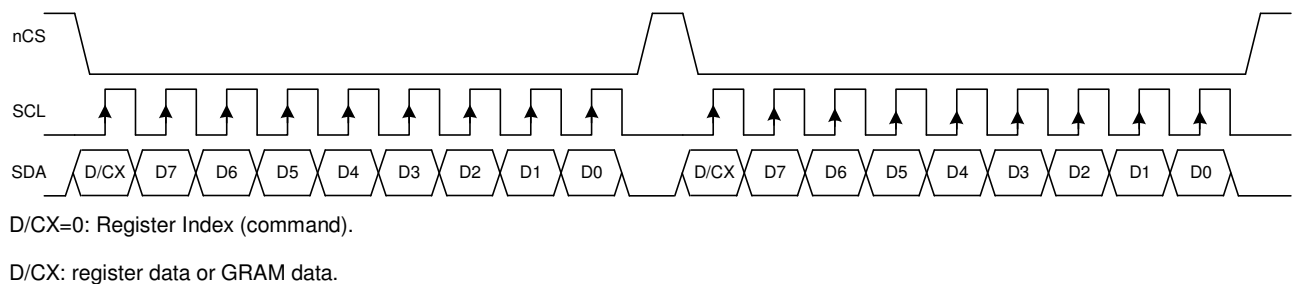 nCS
SCL
SDA D/CX D7 D6 D5 D4 D3 D2 D1 D0 D/CX D7 D6 D5 D4 D3 D2 D1 D0
D/CX=0: Register Index (command).
D/CX: register data or GRAM data.